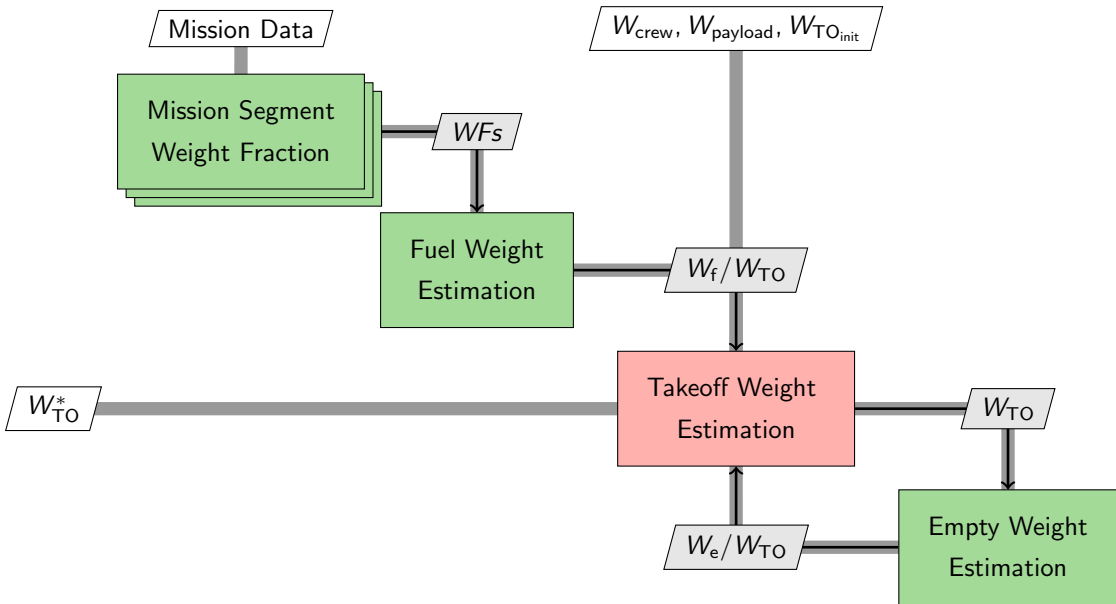 Mission Data
W_crew, W_payload, W_TO_init
Mission Segment
Weight Fraction
WFs
Fuel Weight
Estimation
W_f/W_TO
W*_TO
Takeoff Weight
Estimation
W_TO
W_e/W_TO
Empty Weight
Estimation